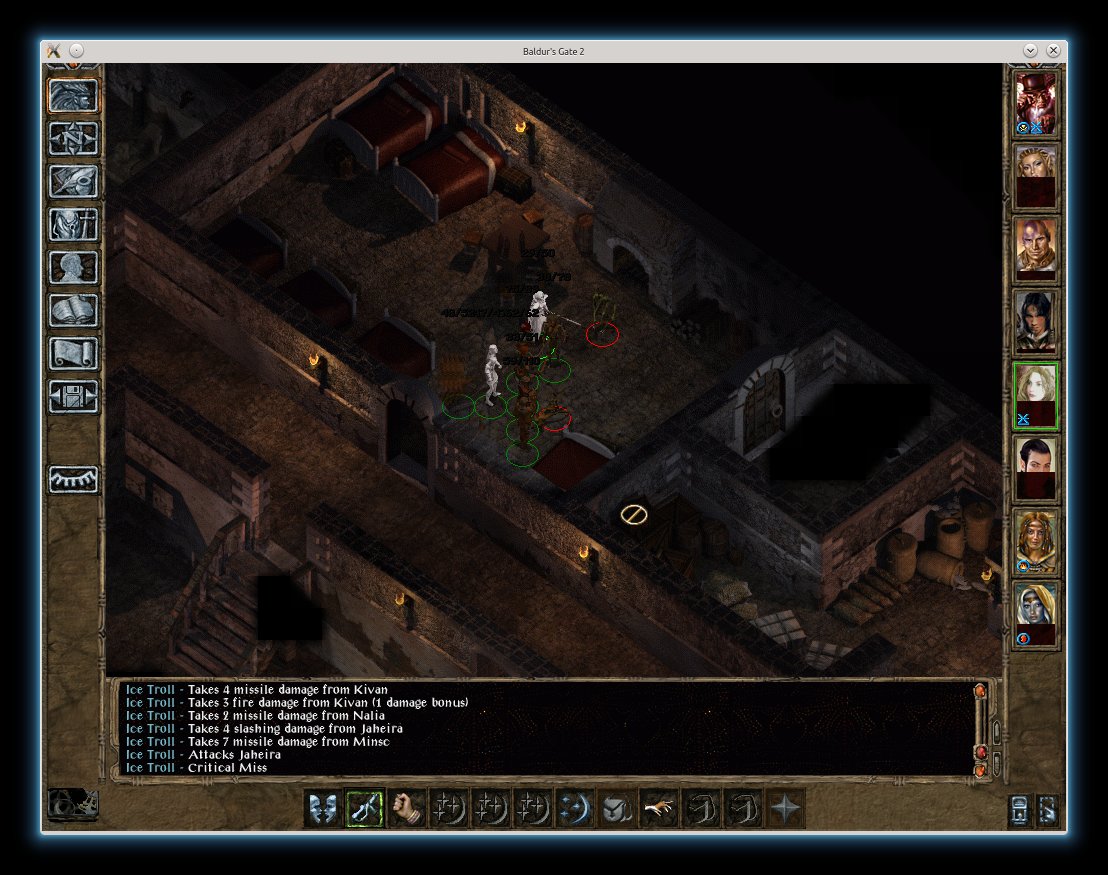 Baldur's Gate 2
Ice Troll - Takes 4 missile damage from Kivan
Ice Troll - Takes 3 fire damage from Kivan (1 damage bonus)
Ice Troll - Takes 2 missile damage from Nalia
Ice Troll - Takes 4 slashing damage from Jaheira
Ice Troll - Takes 7 missile damage from Minsc
Ice Troll - Attacks Jaheira
Ice Troll - Critical Miss